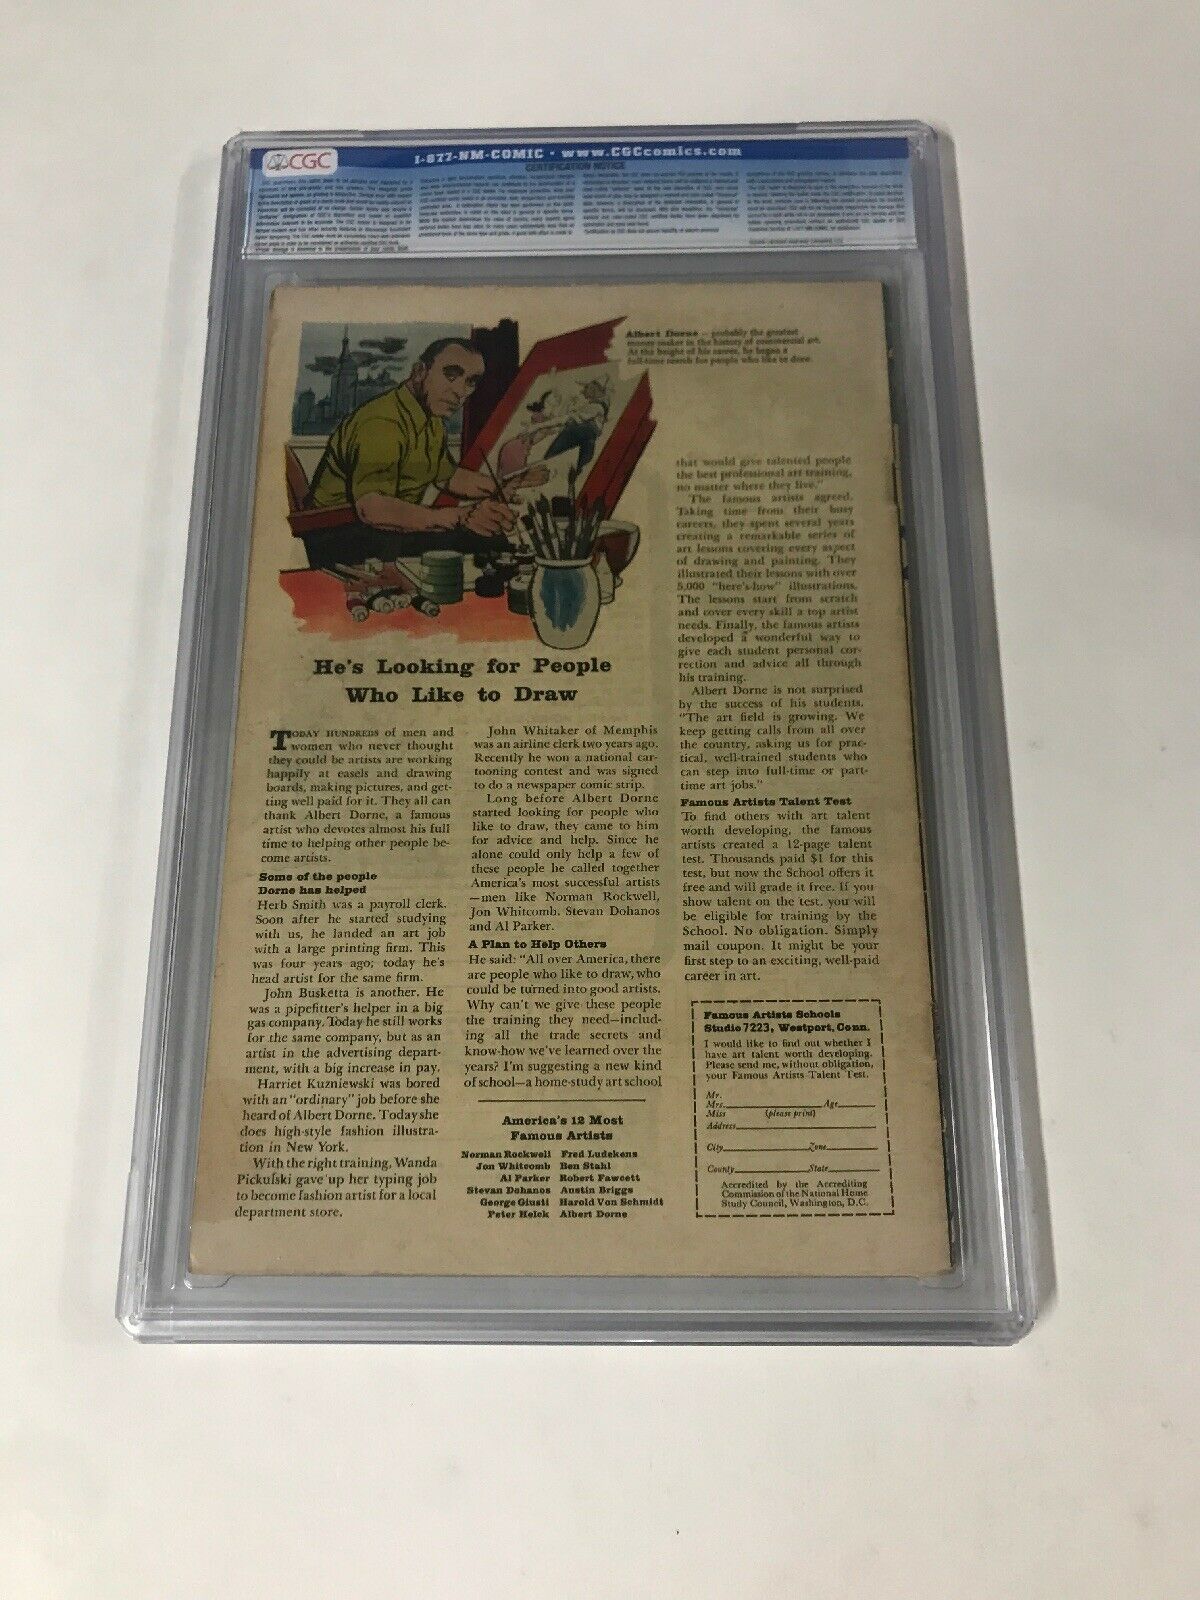 CGC
1-877-NM-COMIC • www.CGCcomics.com
CERTIFICATION NOTICE
Albert Dorne — probably the greatest
money-maker in the history of commercial art.
At the height of his career, he began a
full-time search for people who like to draw.
He's Looking for People
Who Like to Draw
TODAY HUNDREDS of men and
women who never thought
they could be artists are working
happily at easels and drawing
boards, making pictures, and get-
ting well paid for it. They all can
thank Albert Dorne, a famous
artist who devotes almost his full
time to helping other people be-
come artists.
Some of the people
Dorne has helped
Herb Smith was a payroll clerk.
Soon after he started studying
with us, he landed an art job
with a large printing firm. This
was four years ago; today he's
head artist for the same firm.
John Busketta is another. He
was a pipefitter's helper in a big
gas company. Today he still works
for the same company, but as an
artist in the advertising depart-
ment, with a big increase in pay.
Harriet Kuzniewski was bored
with an "ordinary" job before she
heard of Albert Dorne. Today she
does high-style fashion illustra-
tion in New York.
With the right training, Wanda
Pickulski gave up her typing job
to become fashion artist for a local
department store.
John Whitaker of Memphis
was an airline clerk two years ago.
Recently he won a national car-
tooning contest and was signed
to do a newspaper comic strip.
Long before Albert Dorne
started looking for people who
like to draw, they came to him
for advice and help. Since he
alone could only help a few of
these people he called together
America's most successful artists
—men like Norman Rockwell,
Jon Whitcomb, Stevan Dohanos
and Al Parker.
A Plan to Help Others
He said: "All over America, there
are people who like to draw, who
could be turned into good artists.
Why can't we give these people
the training they need—includ-
ing all the trade secrets and
know-how we've learned over the
years? I'm suggesting a new kind
of school—a home-study art school
America's 12 Most
Famous Artists
Norman Rockwell Fred Ludekens
Jon Whitcomb Ben Stahl
Al Parker Robert Fawcett
Stevan Dohanos Austin Briggs
George Giusti Harold Von Schmidt
Peter Helck Albert Dorne
that would give talented people
the best professional art training,
no matter where they live."
The famous artists agreed.
Taking time from their busy
careers, they spent several years
creating a remarkable series of
art lessons covering every aspect
of drawing and painting. They
illustrated their lessons with over
5,000 "here's-how" illustrations.
The lessons start from scratch
and cover every skill a top artist
needs. Finally, the famous artists
developed a wonderful way to
give each student personal cor-
rection and advice all through
his training.
Albert Dorne is not surprised
by the success of his students.
"The art field is growing. We
keep getting calls from all over
the country, asking us for prac-
tical, well-trained students who
can step into full-time or part-
time art jobs."
Famous Artists Talent Test
To find others with art talent
worth developing, the famous
artists created a 12-page talent
test. Thousands paid $1 for this
test, but now the School offers it
free and will grade it free. If you
show talent on the test, you will
be eligible for training by the
School. No obligation. Simply
mail coupon. It might be your
first step to an exciting, well-paid
career in art.
Famous Artists Schools
Studio 7223, Westport, Conn.
I would like to find out whether I
have art talent worth developing.
Please send me, without obligation,
your Famous Artists Talent Test.
Mr.
Mrs. Age
Miss (please print)
Address
City Zone
County State
Accredited by the Accrediting
Commission of the National Home
Study Council, Washington, D.C.